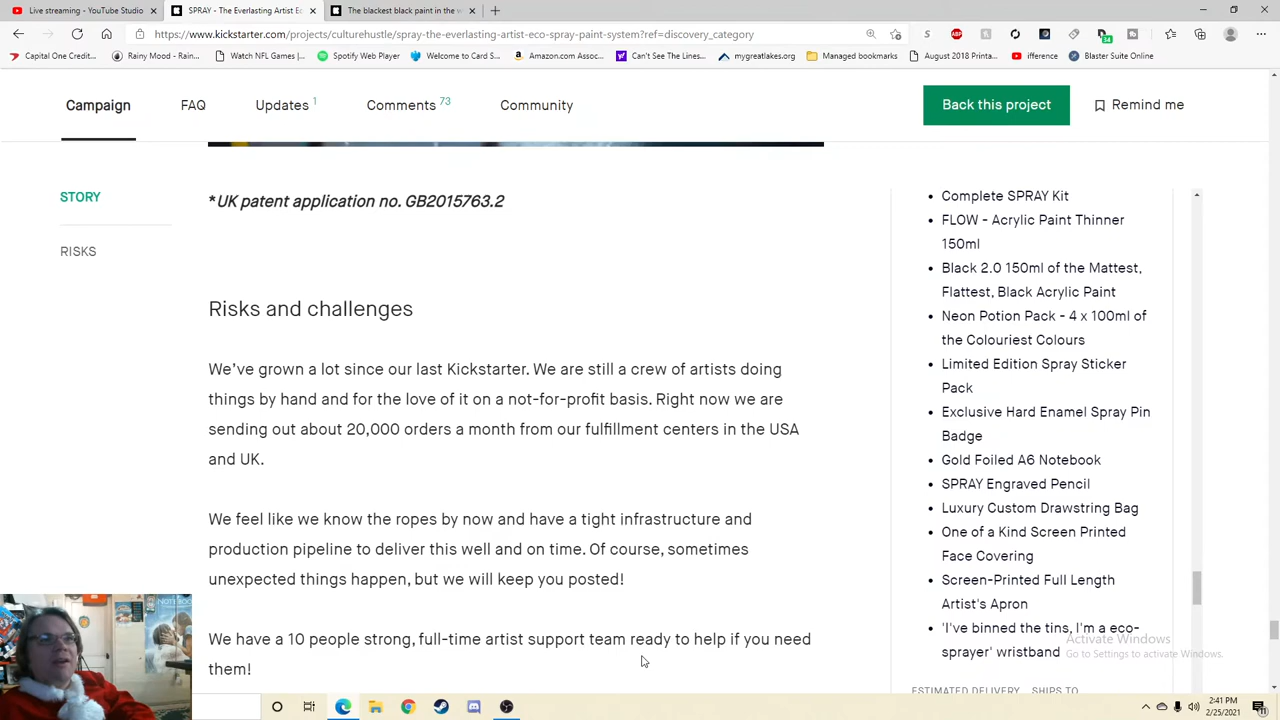 Live streaming - YouTube Studio
SPRAY - The Everlasting Artist Ec
The blackest black paint in the w
https://www.kickstarter.com/projects/culturehustle/spray-the-everlasting-artist-eco-spray-paint-system?ref=discovery_category
Capital One Credit...
Rainy Mood - Rain...
Watch NFL Games |...
Spotify Web Player
Welcome to Card S...
Amazon.com Assoc...
Can't See The Lines...
mygreatlakes.org
Managed bookmarks
August 2018 Printa...
ifference
Blaster Suite Online
Campaign
FAQ
Updates 1
Comments 73
Community
Back this project
Remind me
STORY
RISKS
*UK patent application no. GB2015763.2
Risks and challenges
We've grown a lot since our last Kickstarter. We are still a crew of artists doing
things by hand and for the love of it on a not-for-profit basis. Right now we are
sending out about 20,000 orders a month from our fulfillment centers in the USA
and UK.
We feel like we know the ropes by now and have a tight infrastructure and
production pipeline to deliver this well and on time. Of course, sometimes
unexpected things happen, but we will keep you posted!
We have a 10 people strong, full-time artist support team ready to help if you need
them!
Complete SPRAY Kit
FLOW - Acrylic Paint Thinner
150ml
Black 2.0 150ml of the Mattest,
Flattest, Black Acrylic Paint
Neon Potion Pack - 4 x 100ml of
the Colouriest Colours
Limited Edition Spray Sticker
Pack
Exclusive Hard Enamel Spray Pin
Badge
Gold Foiled A6 Notebook
SPRAY Engraved Pencil
Luxury Custom Drawstring Bag
One of a Kind Screen Printed
Face Covering
Screen-Printed Full Length
Artist's Apron
'I've binned the tins, I'm a eco-
sprayer' wristband
ESTIMATED DELIVERY
SHIPS TO
Activate Windows
Go to Settings to activate Windows.
2:41 PM
2/25/2021